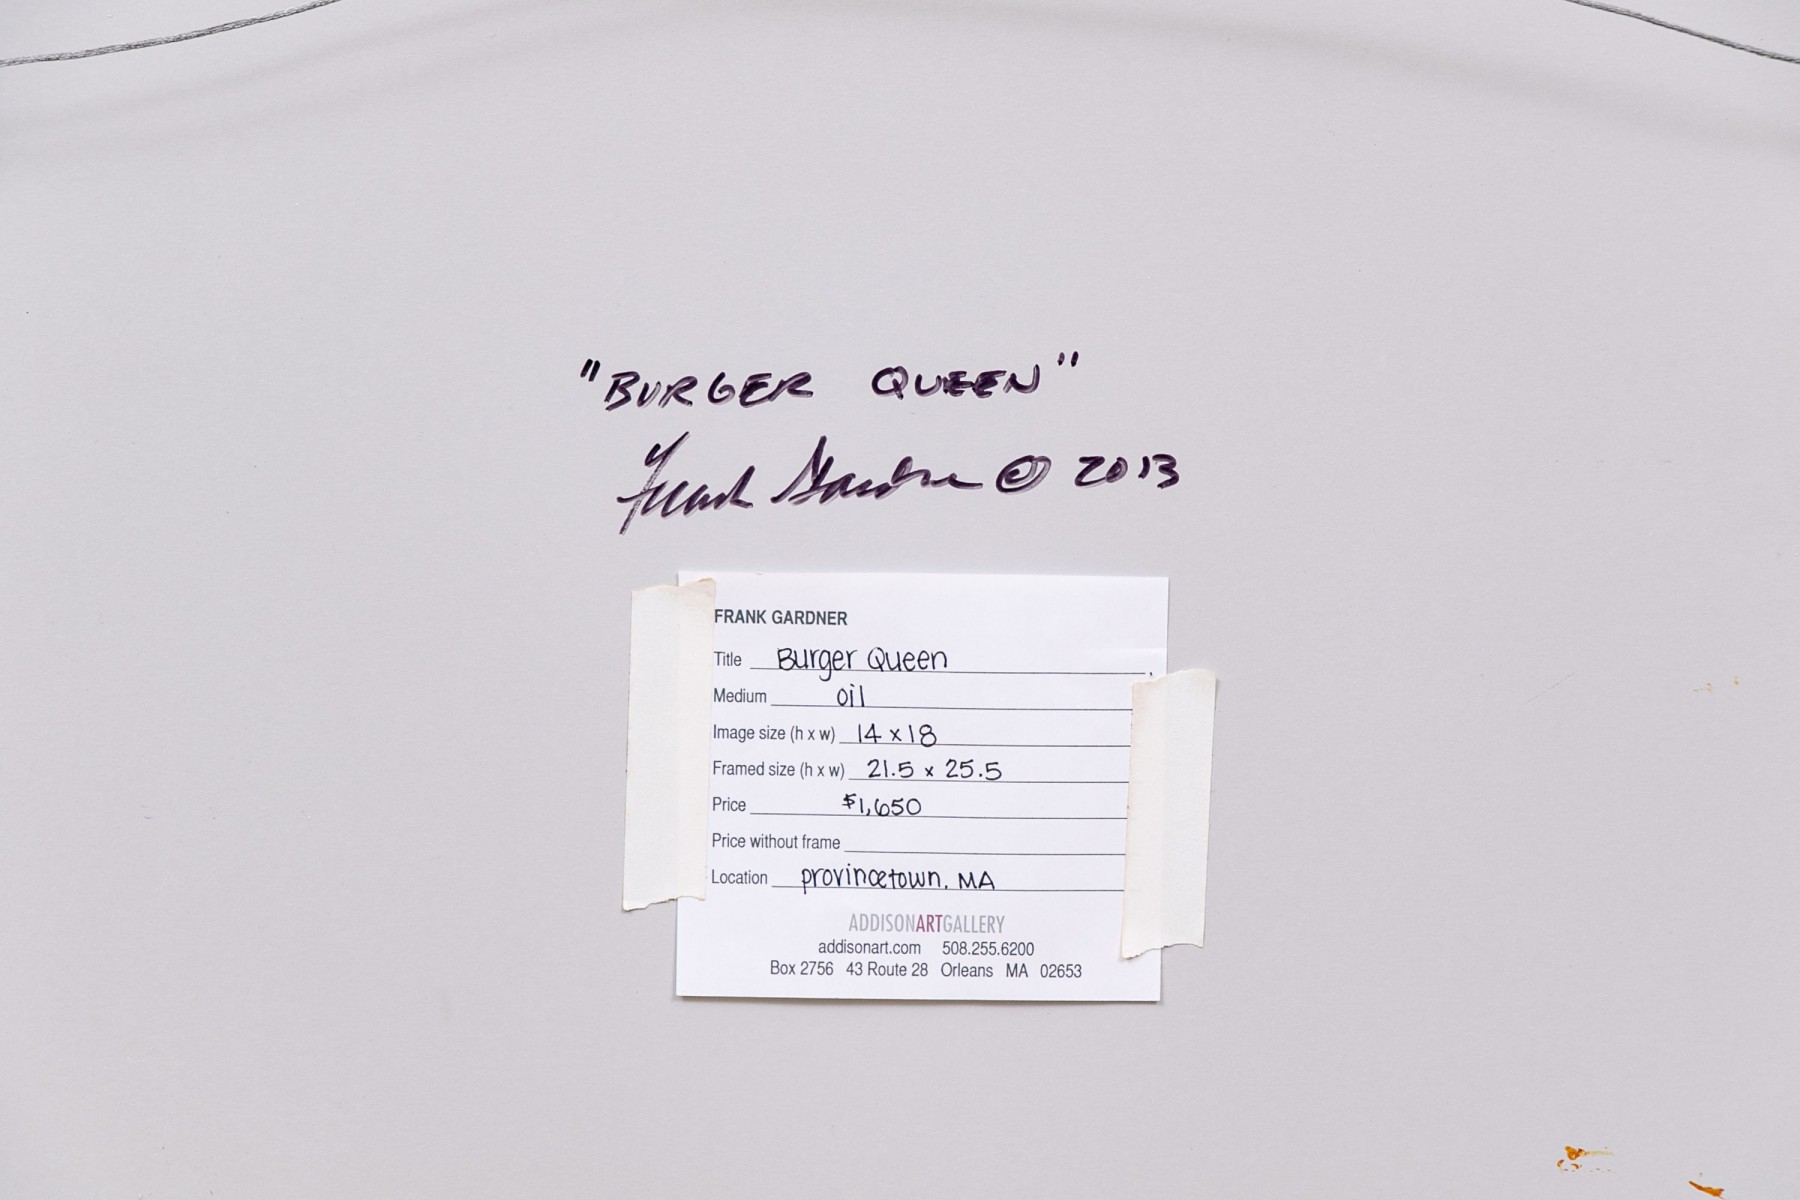 "BURGER QUEEN"
Frank Gardner © 2013
FRANK GARDNER
Title Burger Queen
Medium oil
Image size (h x w) 14 x 18
Framed size (h x w) 21.5 x 25.5
Price $1,650
Price without frame
Location provincetown, MA
ADDISONARTGALLERY
addisonart.com 508.255.6200
Box 2756 43 Route 28 Orleans MA 02653